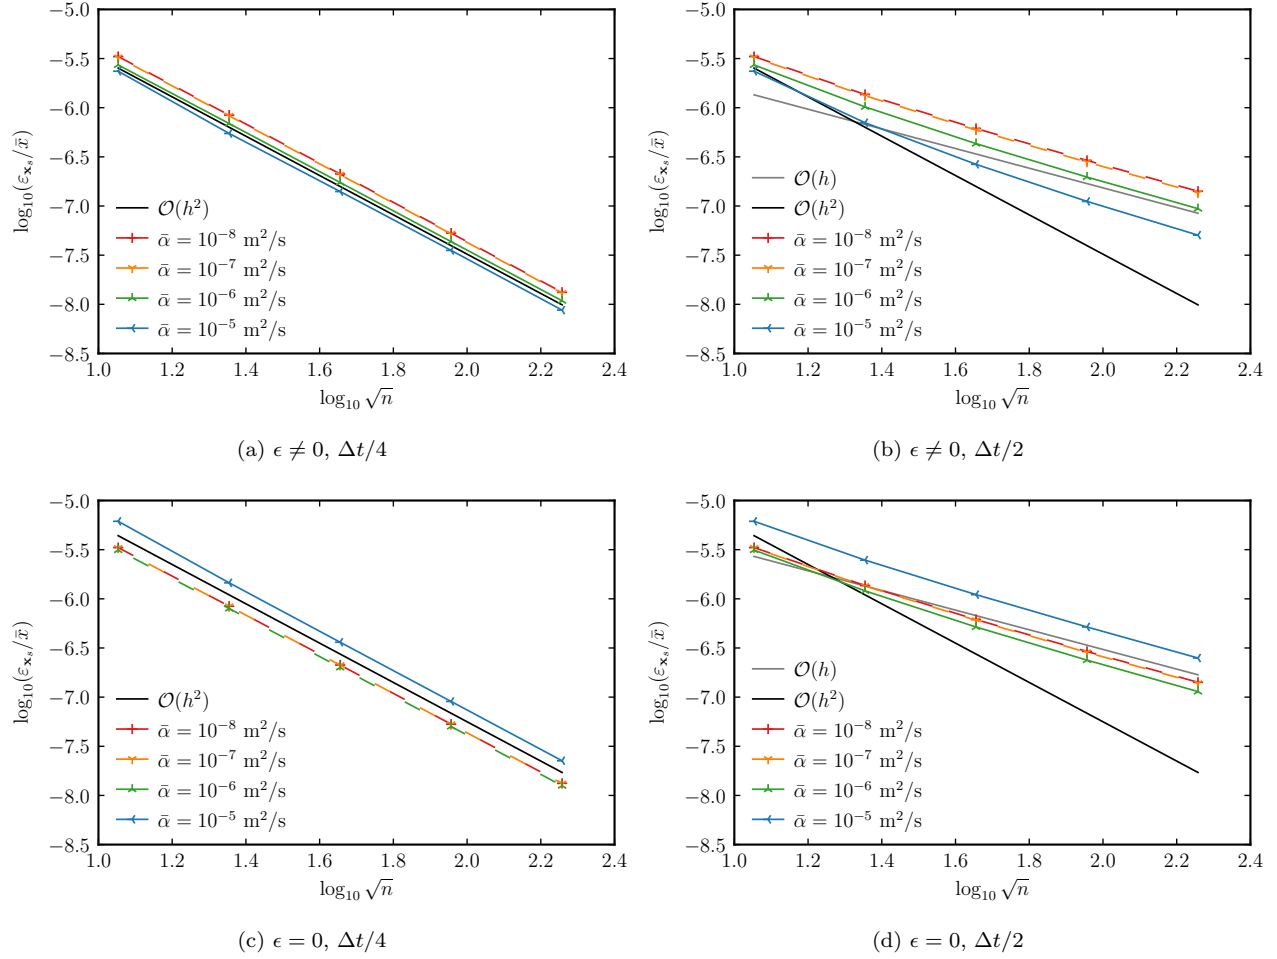 −5.0
−5.5
−6.0
−6.5
−7.0
−7.5
−8.0
−8.5
log₁₀(ε𝐱ₛ/x̄)
𝒪(h²)
ᾱ = 10⁻⁸ m²/s
ᾱ = 10⁻⁷ m²/s
ᾱ = 10⁻⁶ m²/s
ᾱ = 10⁻⁵ m²/s
1.0 1.2 1.4 1.6 1.8 2.0 2.2 2.4
log₁₀ √n
(a) ϵ ≠ 0, Δt/4
−5.0
−5.5
−6.0
−6.5
−7.0
−7.5
−8.0
−8.5
log₁₀(ε𝐱ₛ/x̄)
𝒪(h)
𝒪(h²)
ᾱ = 10⁻⁸ m²/s
ᾱ = 10⁻⁷ m²/s
ᾱ = 10⁻⁶ m²/s
ᾱ = 10⁻⁵ m²/s
1.0 1.2 1.4 1.6 1.8 2.0 2.2 2.4
log₁₀ √n
(b) ϵ ≠ 0, Δt/2
−5.0
−5.5
−6.0
−6.5
−7.0
−7.5
−8.0
−8.5
log₁₀(ε𝐱ₛ/x̄)
𝒪(h²)
ᾱ = 10⁻⁸ m²/s
ᾱ = 10⁻⁷ m²/s
ᾱ = 10⁻⁶ m²/s
ᾱ = 10⁻⁵ m²/s
1.0 1.2 1.4 1.6 1.8 2.0 2.2 2.4
log₁₀ √n
(c) ϵ = 0, Δt/4
−5.0
−5.5
−6.0
−6.5
−7.0
−7.5
−8.0
−8.5
log₁₀(ε𝐱ₛ/x̄)
𝒪(h)
𝒪(h²)
ᾱ = 10⁻⁸ m²/s
ᾱ = 10⁻⁷ m²/s
ᾱ = 10⁻⁶ m²/s
ᾱ = 10⁻⁵ m²/s
1.0 1.2 1.4 1.6 1.8 2.0 2.2 2.4
log₁₀ √n
(d) ϵ = 0, Δt/2